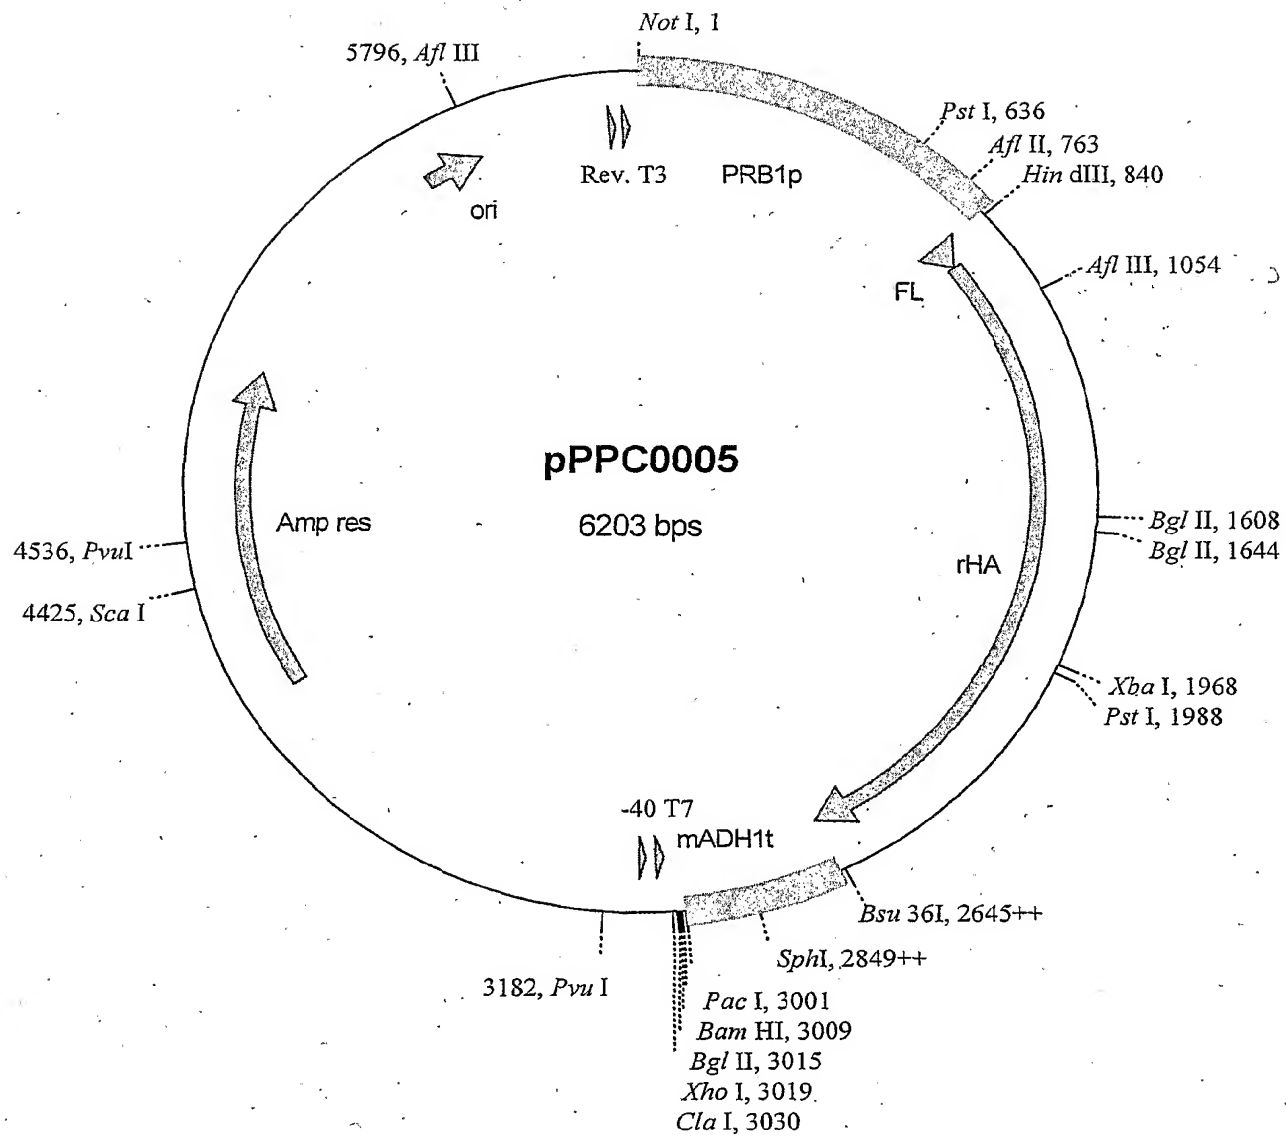 Not I, 1
5796, Afl III
Pst I, 636
Afl II, 763
Hin dIII, 840
Rev. T3
PRB1p
ori
Afl III, 1054
FL
pPPC0005
6203 bps
Amp res
Bgl II, 1608
Bgl II, 1644
4536, PvuI
rHA
4425, Sca I
Xba I, 1968
Pst I, 1988
-40 T7
mADH1t
Bsu 36I, 2645++
SphI, 2849++
3182, Pvu I
Pac I, 3001
Bam HI, 3009
Bgl II, 3015
Xho I, 3019
Cla I, 3030